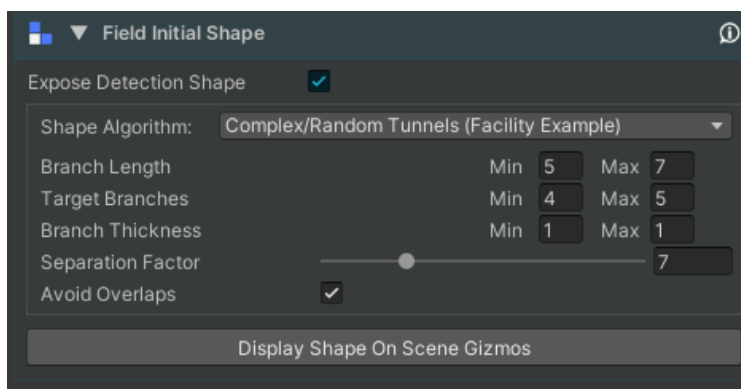 Field Initial Shape
Expose Detection Shape
Shape Algorithm: Complex/Random Tunnels (Facility Example)
Branch Length Min 5 Max 7
Target Branches Min 4 Max 5
Branch Thickness Min 1 Max 1
Separation Factor 7
Avoid Overlaps
Display Shape On Scene Gizmos